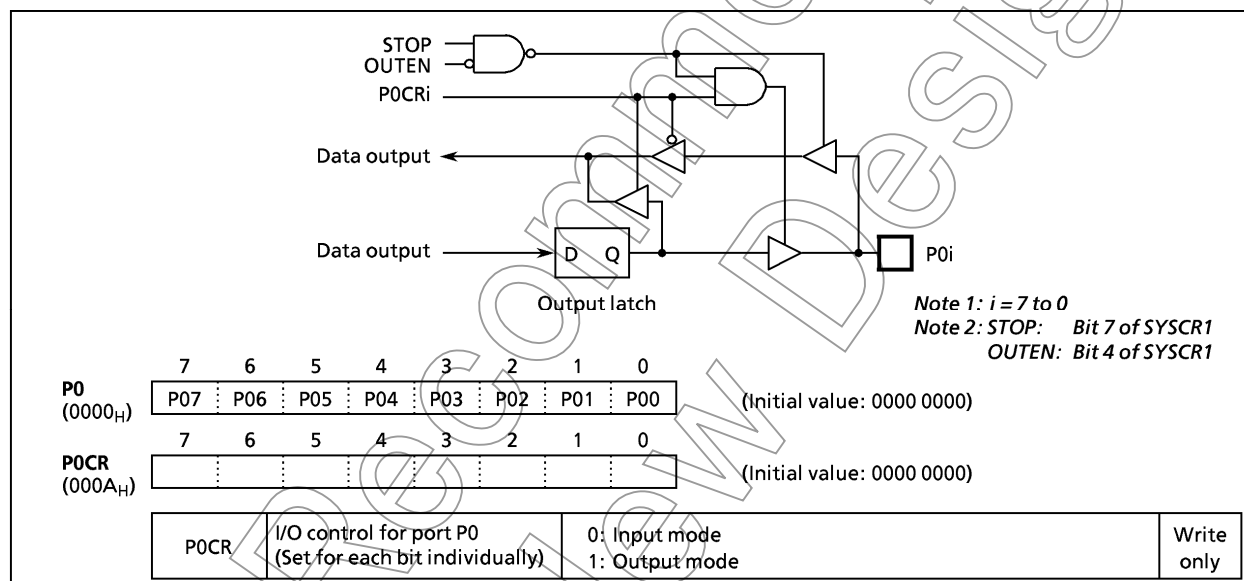 STOP
OUTEN
P0CRi
Data output
Data output
D Q
P0i
Output latch
Note 1: i = 7 to 0
Note 2: STOP: Bit 7 of SYSCR1
OUTEN: Bit 4 of SYSCR1
7 6 5 4 3 2 1 0
P0
(0000H)
P07 P06 P05 P04 P03 P02 P01 P00
(Initial value: 0000 0000)
7 6 5 4 3 2 1 0
P0CR
(000AH)
(Initial value: 0000 0000)
P0CR
I/O control for port P0
(Set for each bit individually)
0: Input mode
1: Output mode
Write
only